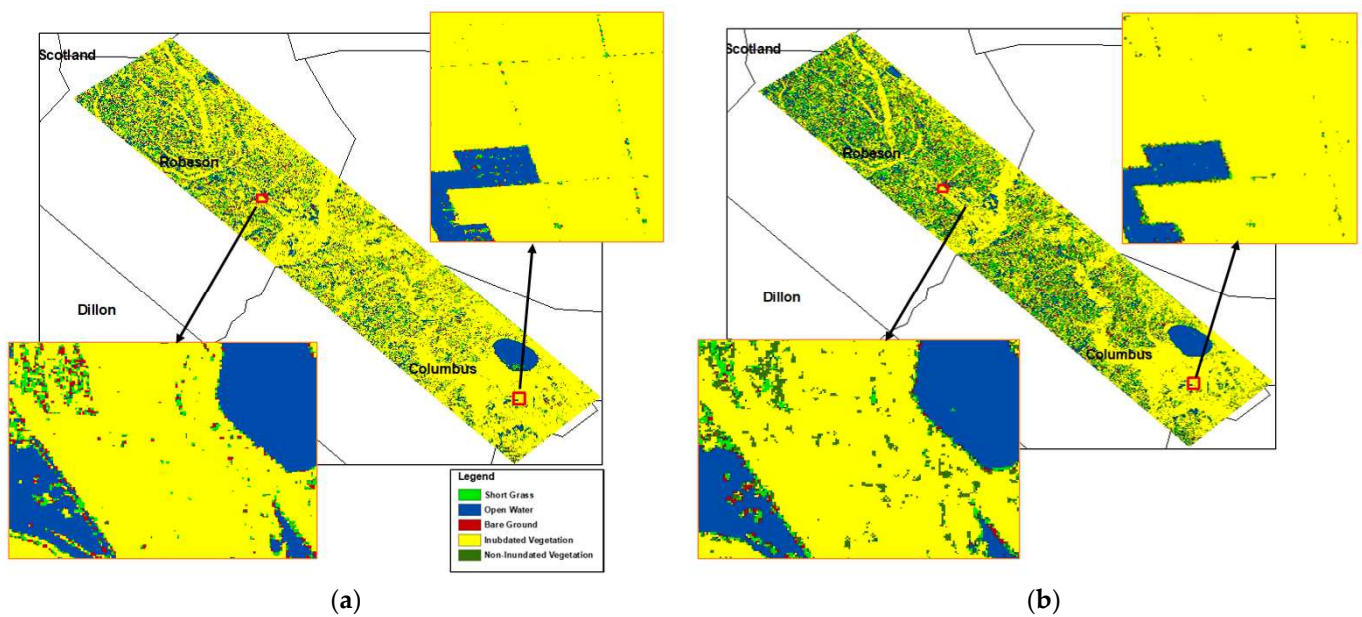 Scotland
Robeson
Dillon
Columbus
Legend
Short Grass
Open Water
Bare Ground
Inubdated Vegetation
Non-Inundated Vegetation
(a)
Scotland
Robeson
Dillon
Columbus
(b)